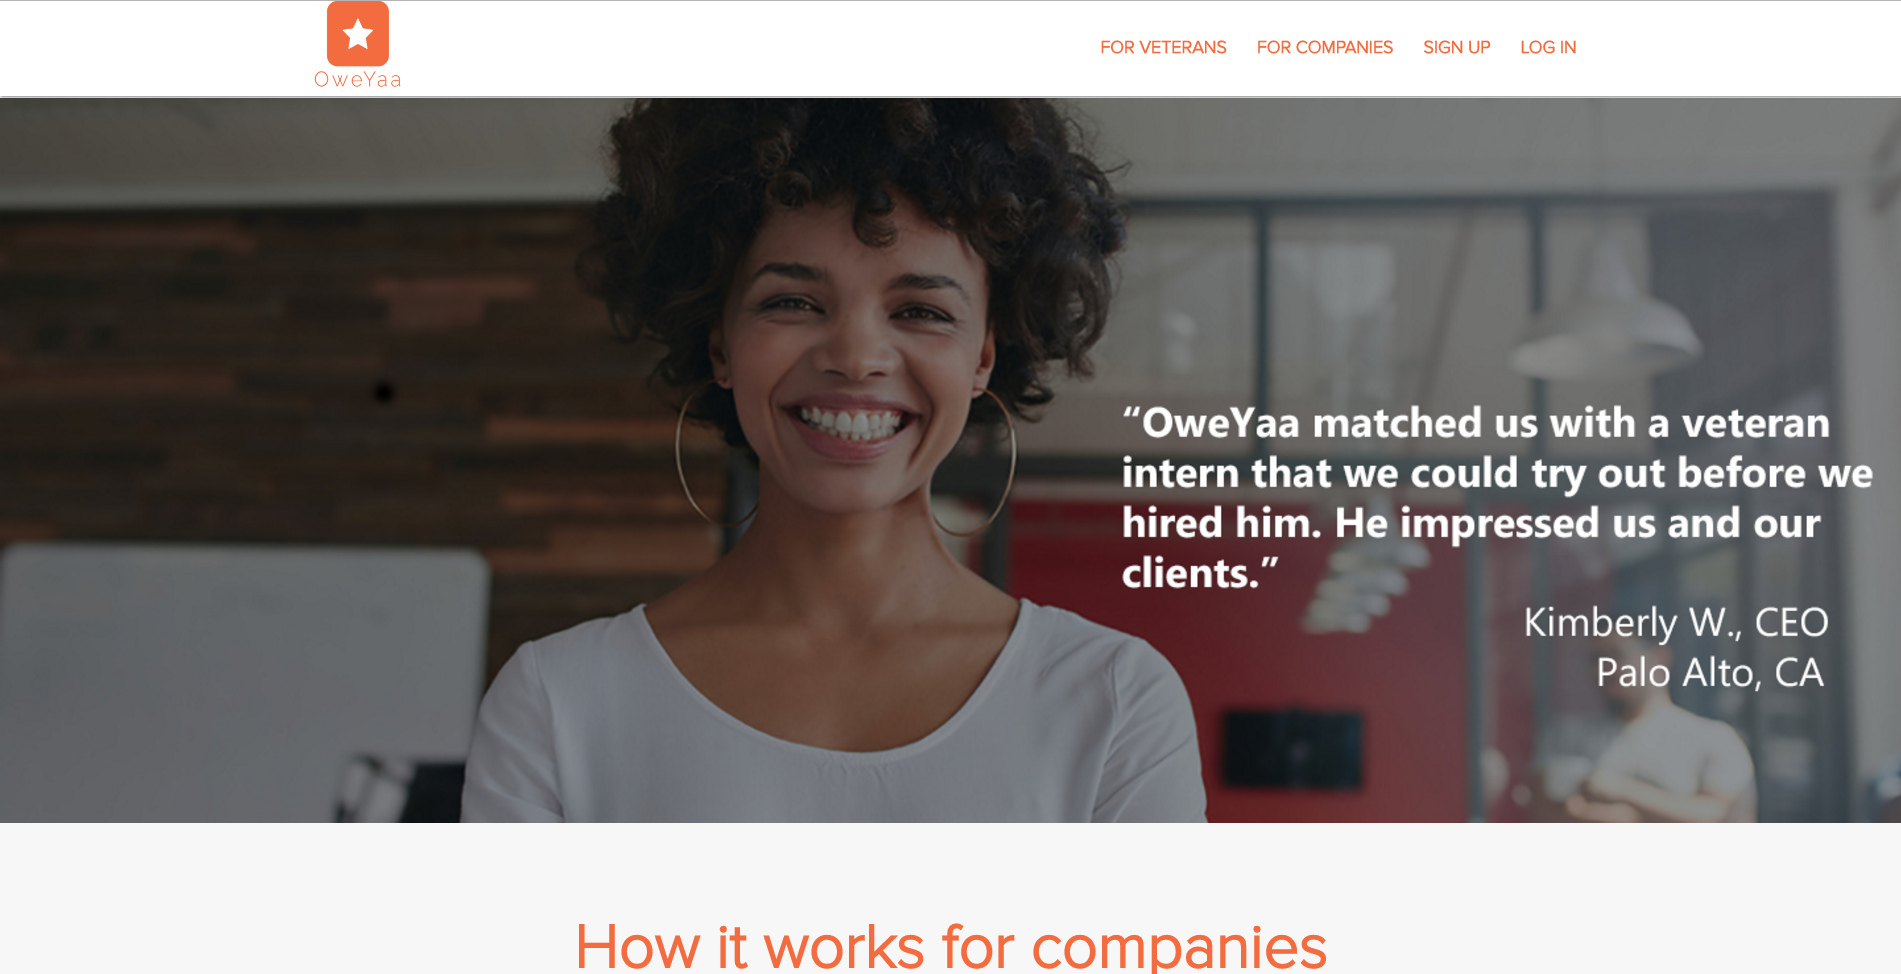 OweYaa
FOR VETERANS FOR COMPANIES SIGN UP LOG IN
“OweYaa matched us with a veteran
intern that we could try out before we
hired him. He impressed us and our
clients.”
Kimberly W., CEO
Palo Alto, CA
How it works for companies